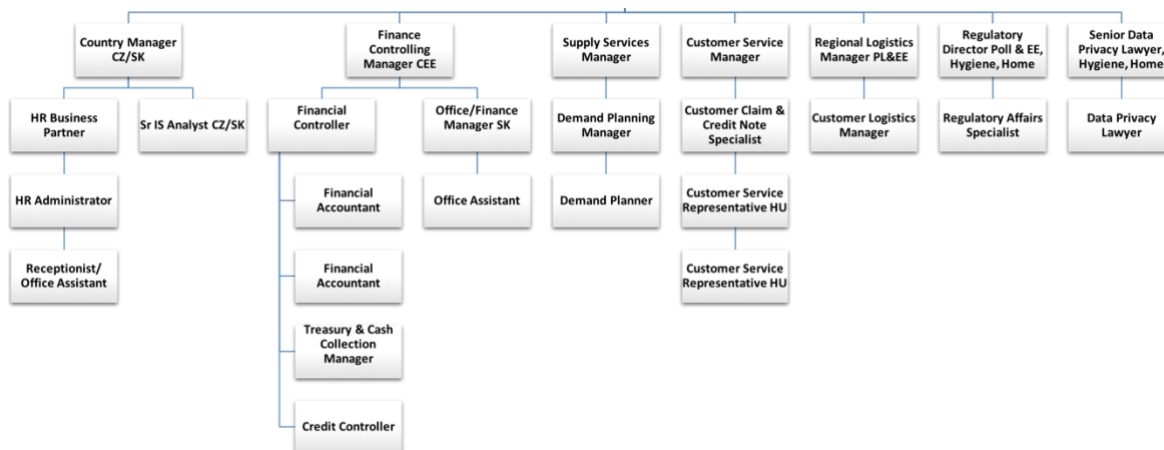 Country Manager
CZ/SK
Finance
Controlling
Manager CEE
Supply Services
Manager
Customer Service
Manager
Regional Logistics
Manager PL&EE
Regulatory
Director Poll & EE,
Hygiene, Home
Senior Data
Privacy Lawyer,
Hygiene, Home
HR Business
Partner
Sr IS Analyst CZ/SK
Financial
Controller
Office/Finance
Manager SK
Demand Planning
Manager
Customer Claim &
Credit Note
Specialist
Customer Logistics
Manager
Regulatory Affairs
Specialist
Data Privacy
Lawyer
HR Administrator
Financial
Accountant
Office Assistant
Demand Planner
Customer Service
Representative HU
Receptionist/
Office Assistant
Financial
Accountant
Customer Service
Representative HU
Treasury & Cash
Collection
Manager
Credit Controller